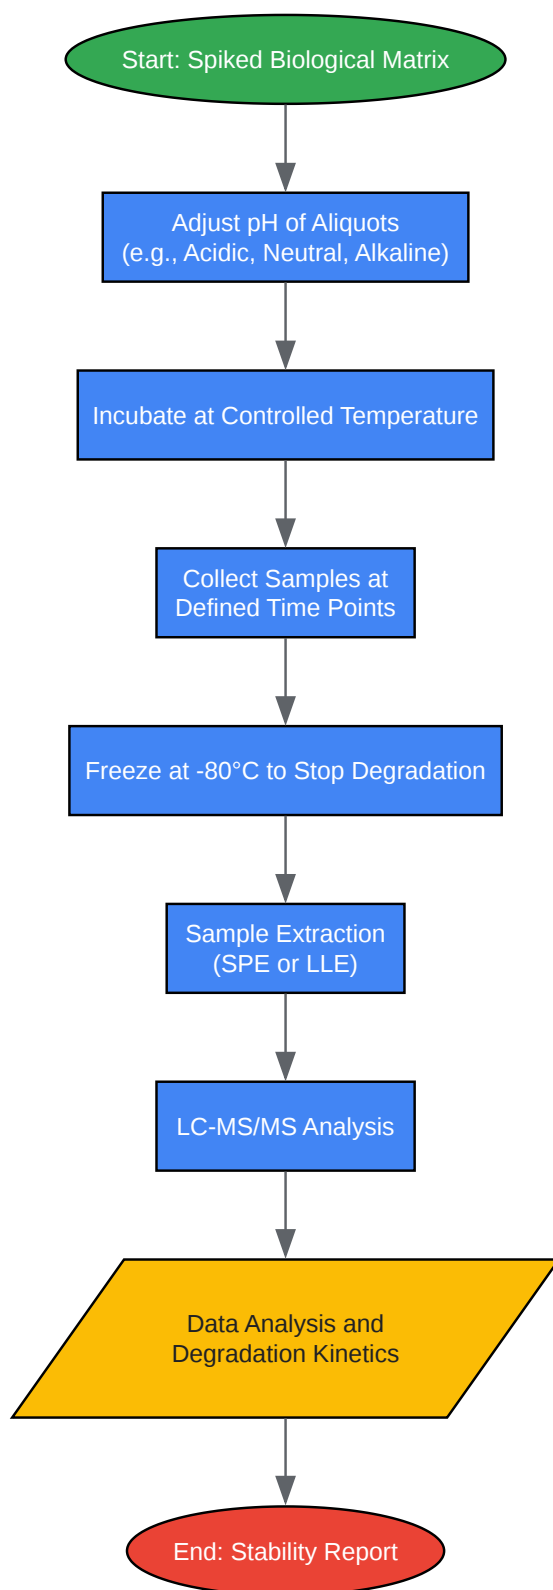 Start: Spiked Biological Matrix
Adjust pH of Aliquots
(e.g., Acidic, Neutral, Alkaline)
Incubate at Controlled Temperature
Collect Samples at
Defined Time Points
Freeze at -80°C to Stop Degradation
Sample Extraction
(SPE or LLE)
LC-MS/MS Analysis
Data Analysis and
Degradation Kinetics
End: Stability Report